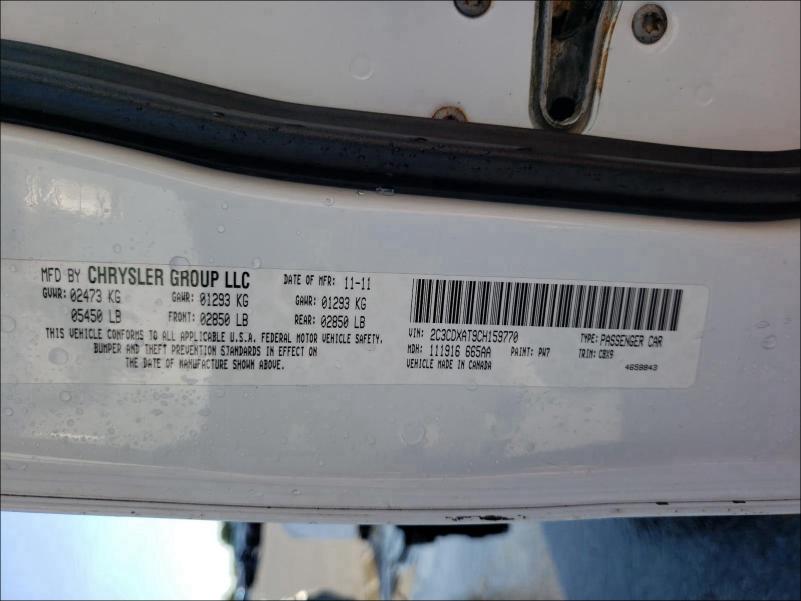 MFD BY CHRYSLER GROUP LLC DATE OF MFR: 11-11
GVWR: 02473 KG GAWR: 01293 KG GAWR: 01293 KG
05450 LB FRONT: 02850 LB REAR: 02850 LB
THIS VEHICLE CONFORMS TO ALL APPLICABLE U.S.A. FEDERAL MOTOR VEHICLE SAFETY,
BUMPER AND THEFT PREVENTION STANDARDS IN EFFECT ON
THE DATE OF MANUFACTURE SHOWN ABOVE.
VIN: 2C3CDXAT9CH159770 TYPE: PASSENGER CAR
MDH: 111916 665AA PAINT: PW7 TRIM: CBX9
VEHICLE MADE IN CANADA 4659843